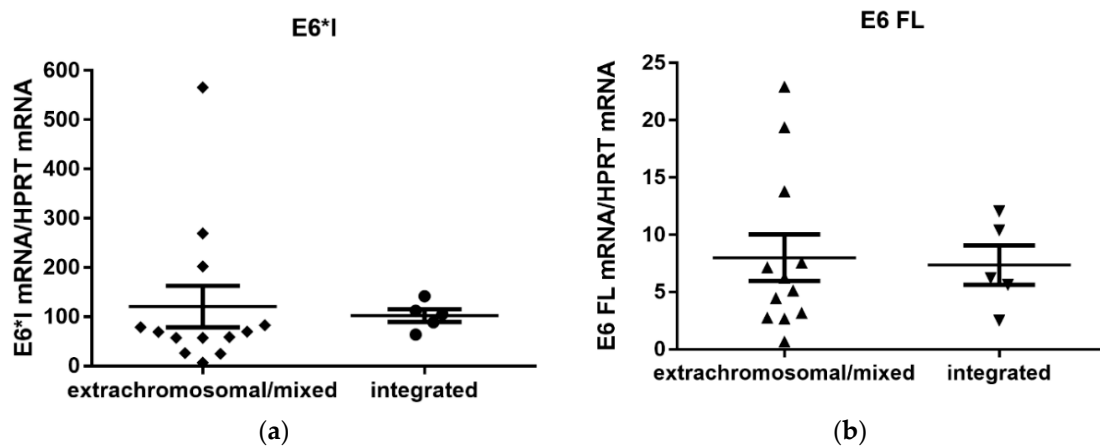 E6*I
E6*I mRNA/HPRT mRNA
600
500
400
300
200
100
0
extrachromosomal/mixed integrated
(a)
E6 FL
E6 FL mRNA/HPRT mRNA
25
20
15
10
5
0
extrachromosomal/mixed integrated
(b)